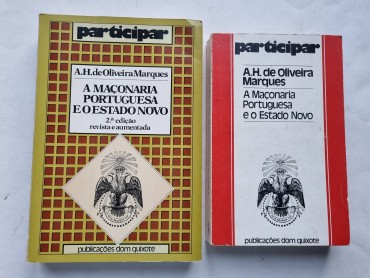 participar
A.H. de Oliveira Marques
A MAÇONARIA
PORTUGUESA
E O ESTADO NOVO
2.ª edição
revista e aumentada
publicações dom quixote
participar
A.H. de Oliveira
Marques
A Maçonaria
Portuguesa
e o Estado Novo
publicações dom quixote